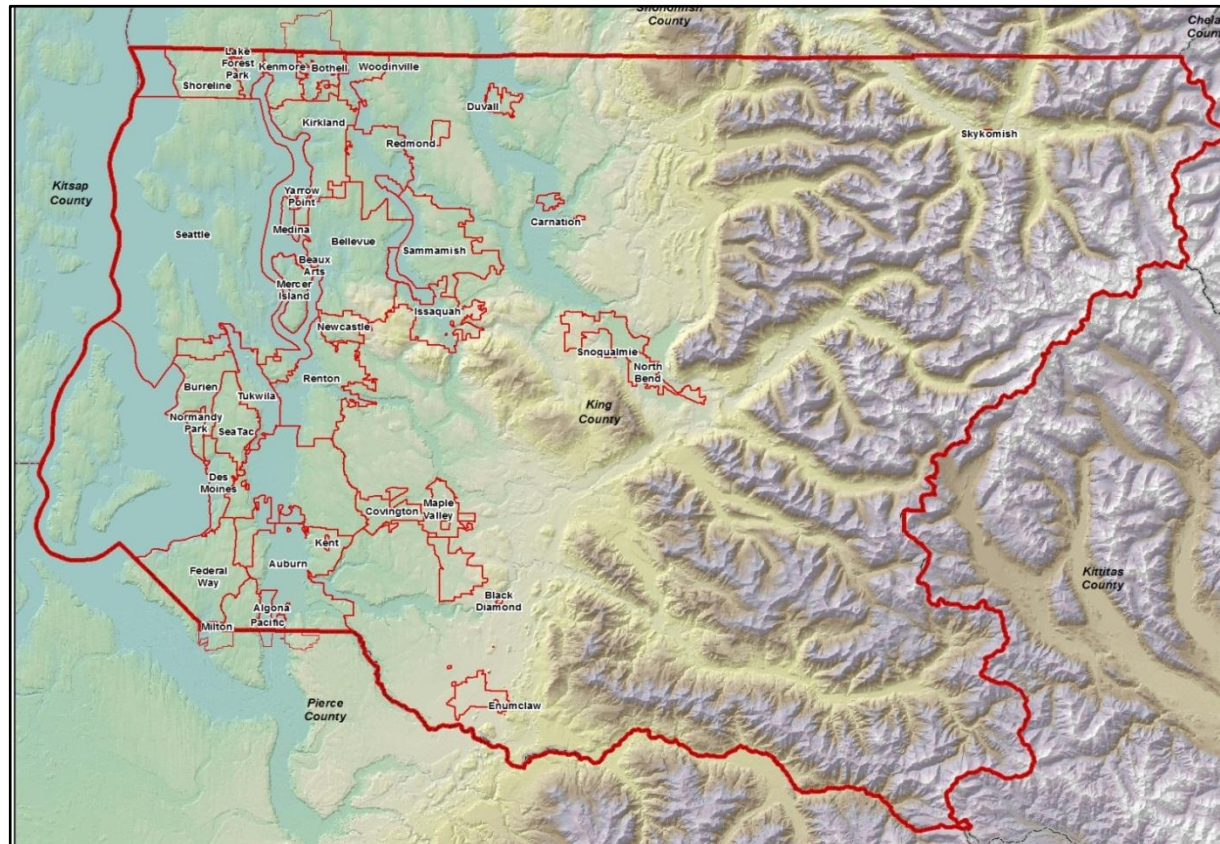 Snohomish
County
Chelan
County
Lake
Forest
Park
Kenmore
Bothell
Woodinville
Shoreline
Duvall
Kirkland
Redmond
Skykomish
Kitsap
County
Yarrow
Point
Carnation
Medina
Seattle
Bellevue
Sammamish
Beaux
Arts
Mercer
Island
Issaquah
Newcastle
Snoqualmie
North
Bend
Renton
Burien
Tukwila
King
County
Normandy
Park
SeaTac
Des
Moines
Maple
Valley
Covington
Kent
Auburn
Federal
Way
Kittitas
County
Black
Diamond
Algona
Pacific
Milton
Pierce
County
Enumclaw